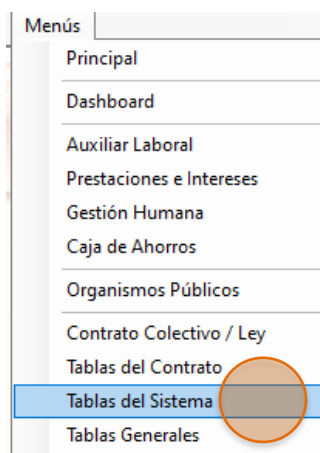 Menús
Principal
Dashboard
Auxiliar Laboral
Prestaciones e Intereses
Gestión Humana
Caja de Ahorros
Organismos Públicos
Contrato Colectivo / Ley
Tablas del Contrato
Tablas del Sistema
Tablas Generales